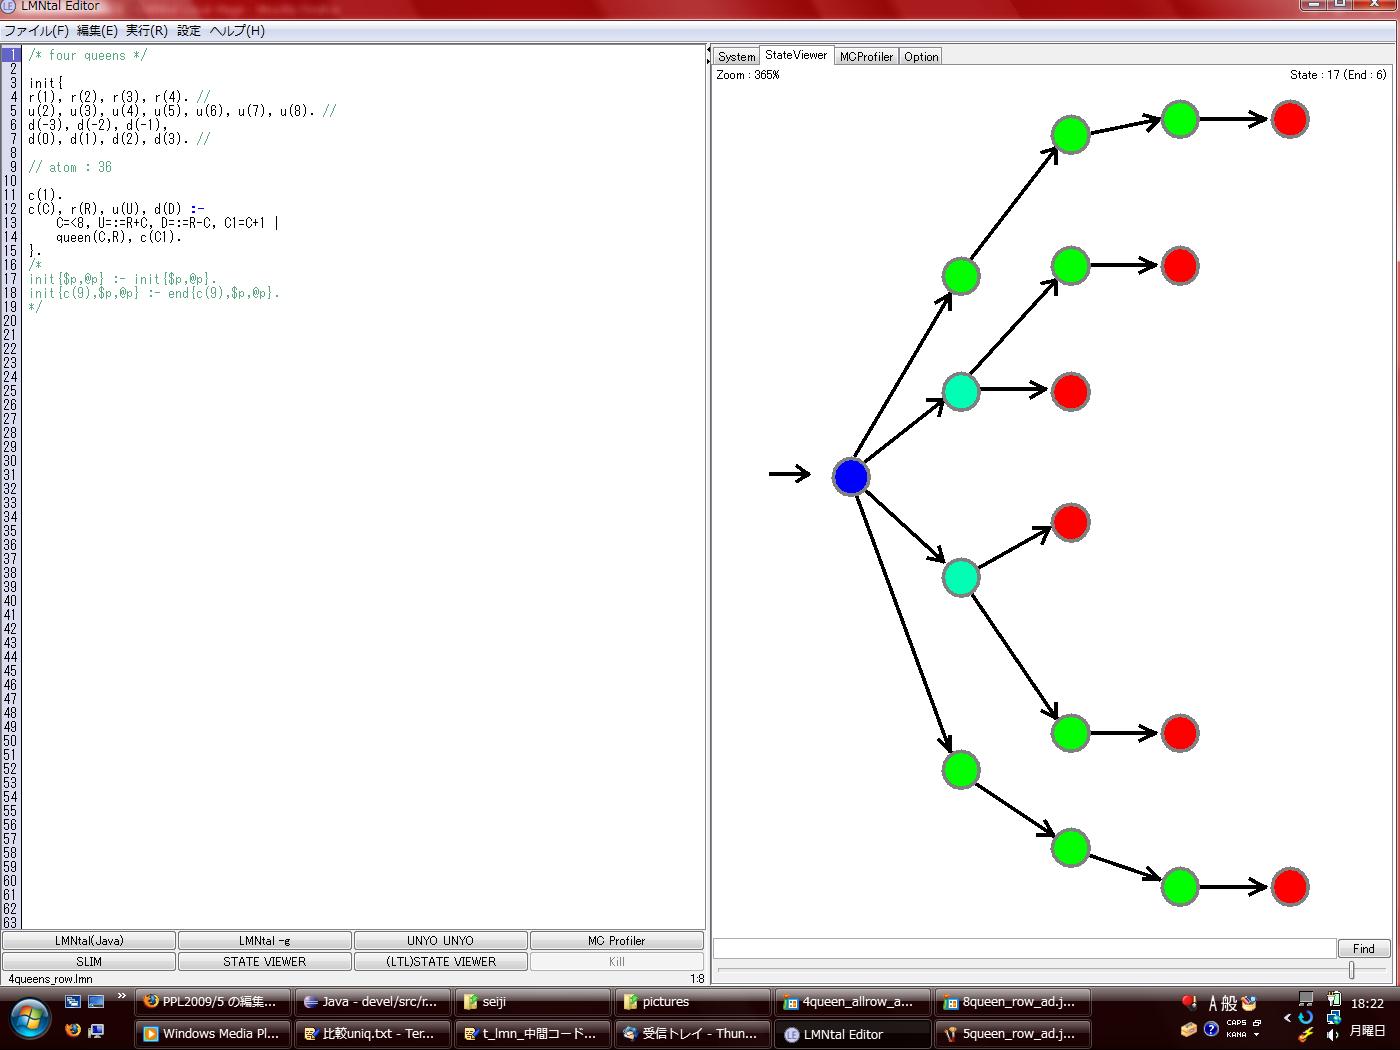 LMNtal Editor
ファイル(F) 編集(E) 実行(R) 設定 ヘルプ(H)
1 /* four queens */
2
3 init{
4 r(1), r(2), r(3), r(4). //
5 u(2), u(3), u(4), u(5), u(6), u(7), u(8). //
6 d(-3), d(-2), d(-1),
7 d(0), d(1), d(2), d(3). //
8
9 // atom : 36
10
11 c(1).
12 c(C), r(R), u(U), d(D) :-
13 C=<8, U=:=R+C, D=:=R-C, C1=C+1 |
14 queen(C,R), c(C1).
15 }.
16 /*
17 init{$p,@p} :- init{$p,@p}.
18 init{c(9),$p,@p} :- end{c(9),$p,@p}.
19 */
20
21
22
23
24
25
26
27
28
29
30
31
32
33
34
35
36
37
38
39
40
41
42
43
44
45
46
47
48
49
50
51
52
53
54
55
56
57
58
59
60
61
62
63
System StateViewer MCProfiler Option
Zoom : 365% State : 17 (End : 6)
Find
LMNtal(Java) LMNtal -g UNYO UNYO MC Profiler
SLIM STATE VIEWER (LTL)STATE VIEWER Kill
4queens_row.lmn 1:8
PPL2009/5 の編集... Java - devel/src/r... seiji pictures 4queen_allrow_a... 8queen_row_ad.j... A 般 18:22
Windows Media Pl... 比較uniq.txt - Ter... t_lmn_中間コード... 受信トレイ - Thun... LMNtal Editor 5queen_row_ad.j... CAPS KANA 月曜日